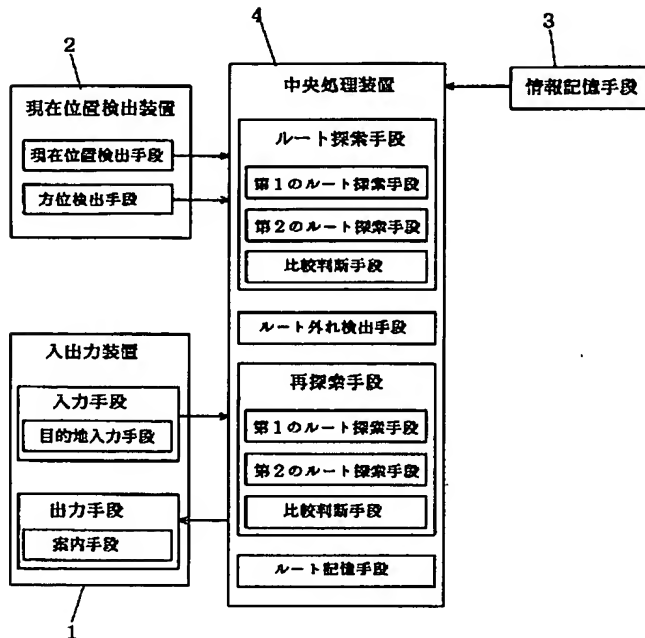 4
2
3
中央処理装置
情報記憶手段
現在位置検出装置
現在位置検出手段
方位検出手段
ルート探索手段
第1のルート探索手段
第2のルート探索手段
比較判断手段
ルート外れ検出手段
入出力装置
入力手段
目的地入力手段
出力手段
案内手段
再探索手段
第1のルート探索手段
第2のルート探索手段
比較判断手段
ルート記憶手段
1